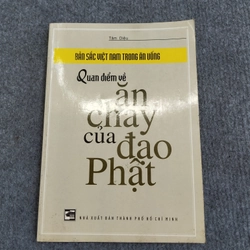 Tân Diệu
BẢN SẮC VIỆT NAM TRONG ĂN UỐNG
Quan điểm về
ăn
chay
của đạo
Phật
NHÀ XUẤT BẢN THÀNH PHỐ HỒ CHÍ MINH